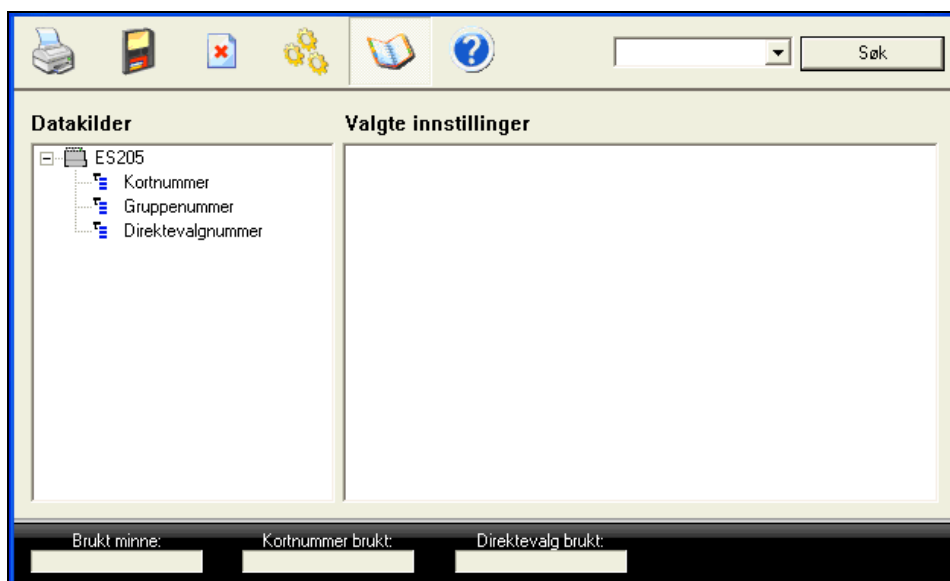 Søk
Datakilder
Valgte innstillinger
ES205
Kortnummer
Gruppenummer
Direktevalgnummer
Brukt minne:
Kortnummer brukt:
Direktevalg brukt: